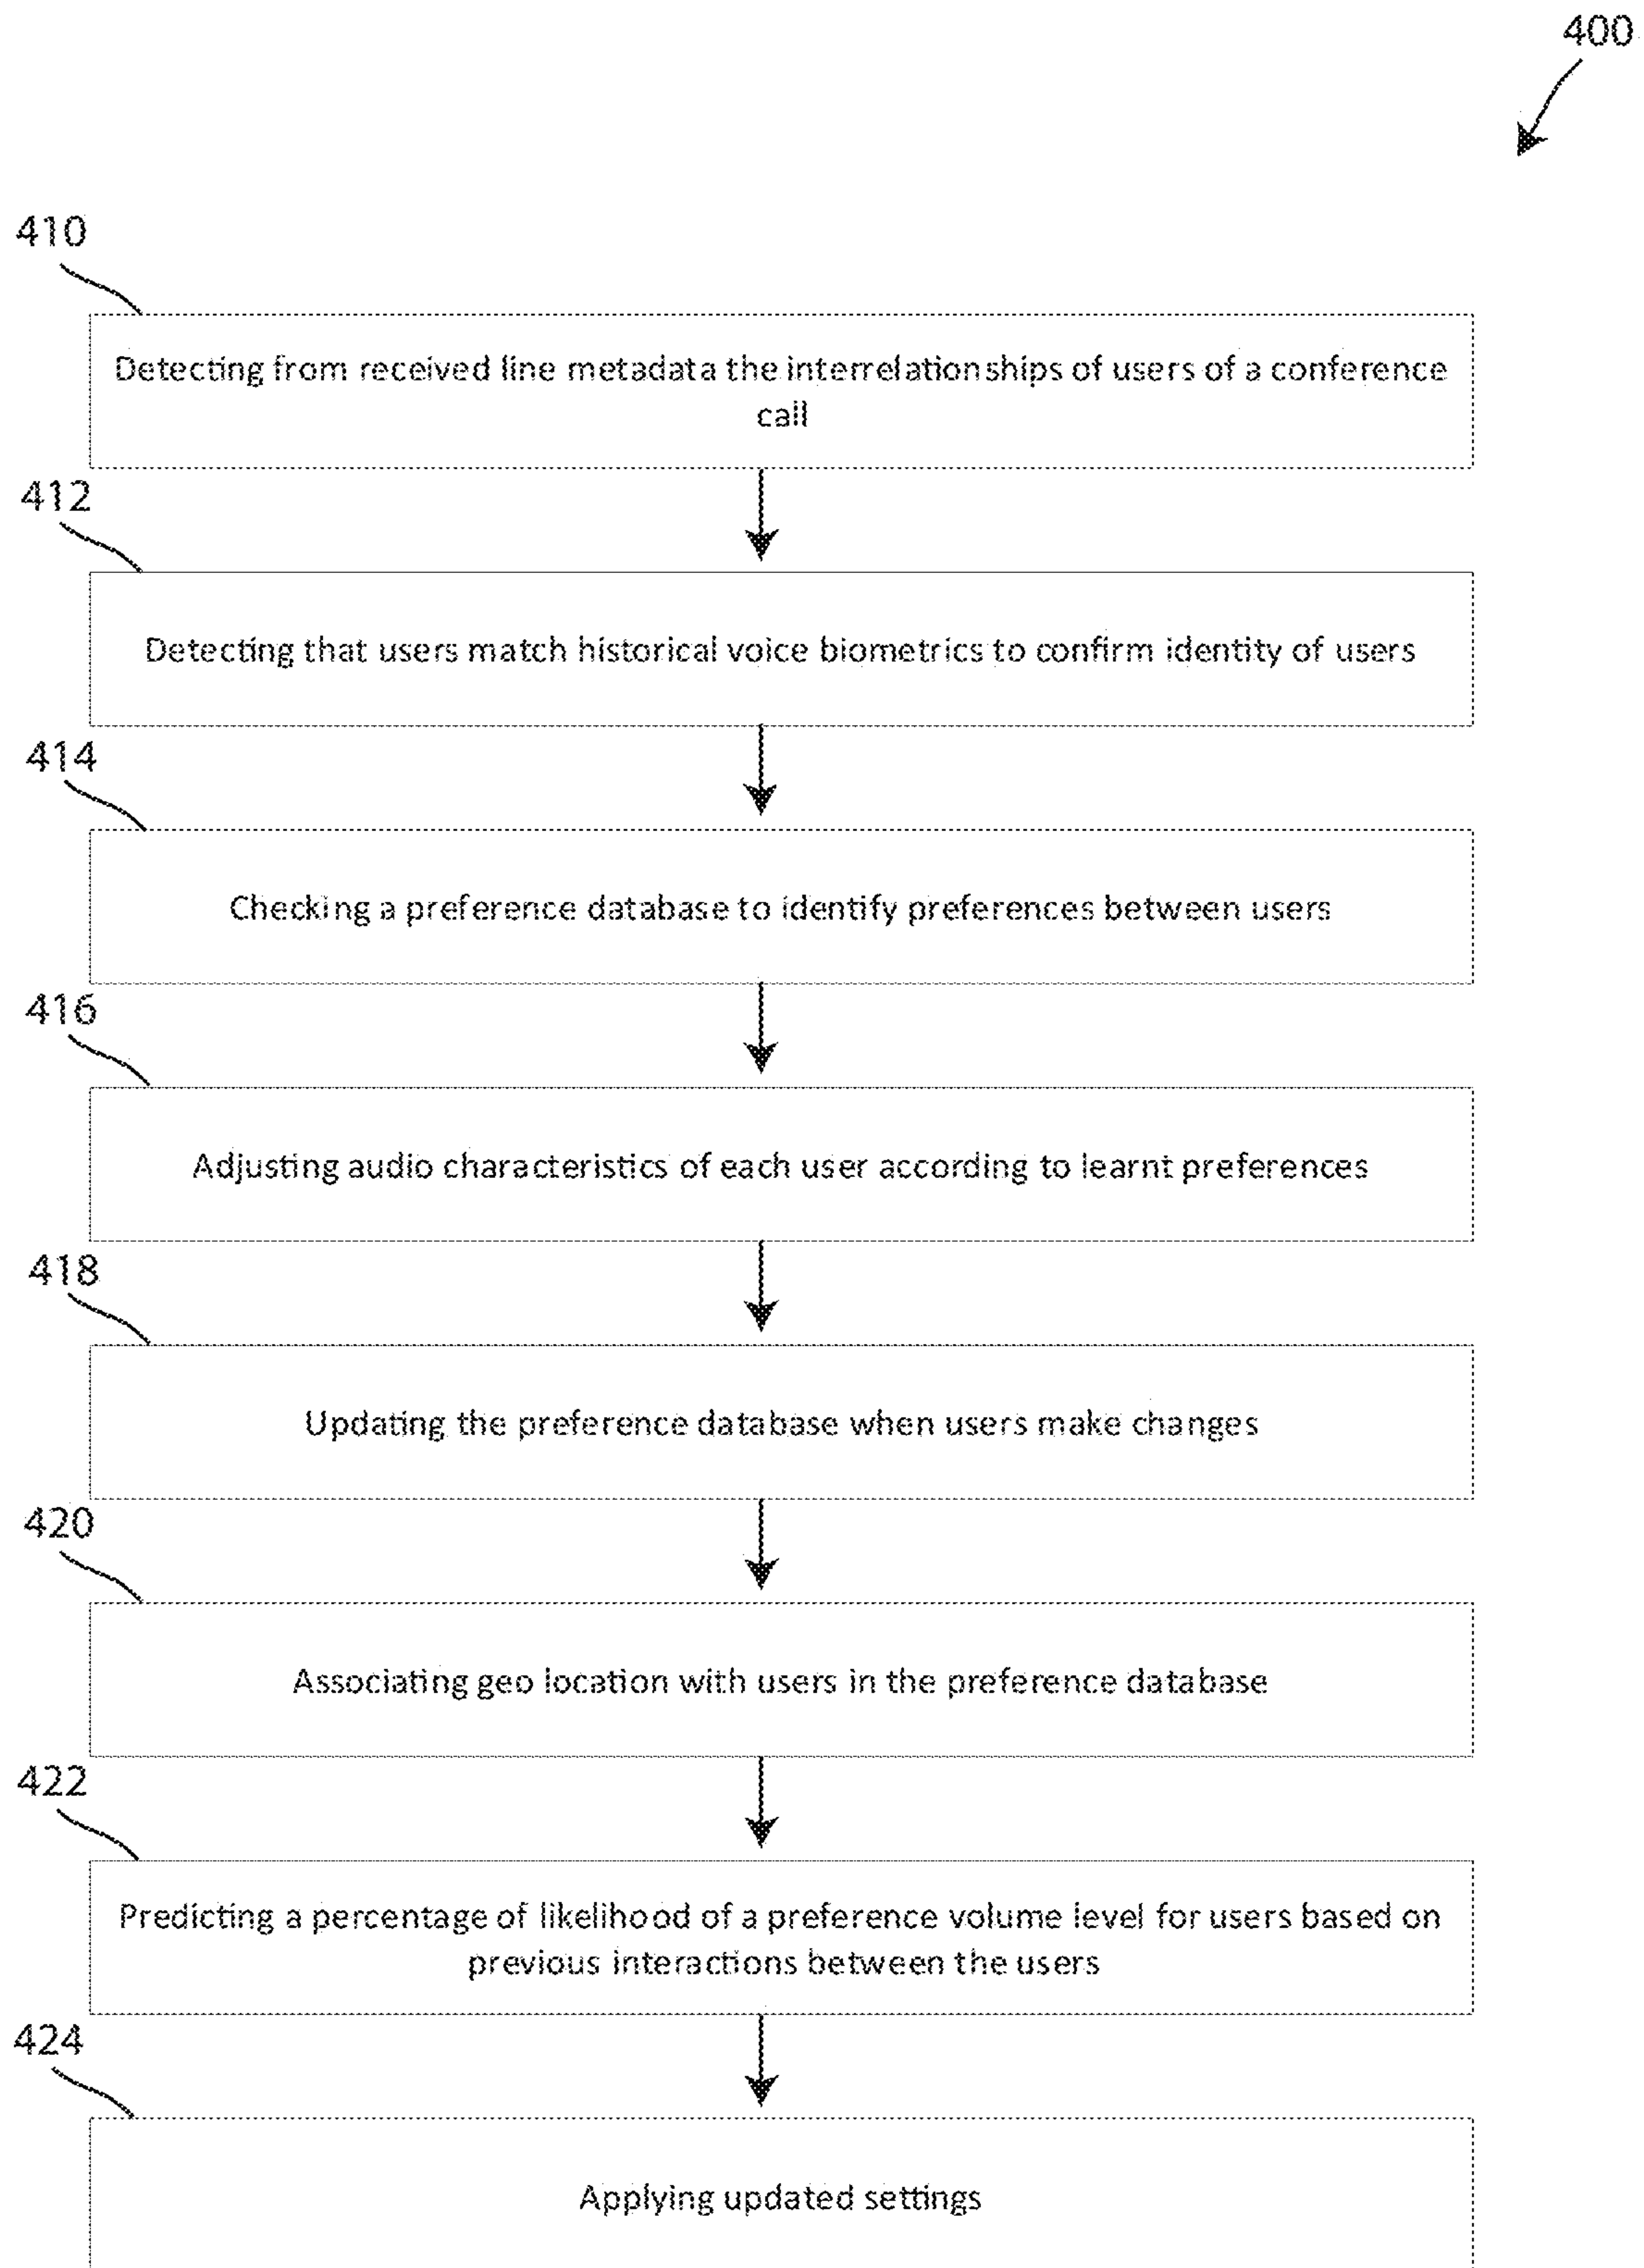 400
410
Detecting from received line metadata the interrelationships of users of a conference
call
412
Detecting that users match historical voice biometrics to confirm identity of users
414
Checking a preference database to identify preferences between users
416
Adjusting audio characteristics of each user according to learnt preferences
418
Updating the preference database when users make changes
420
Associating geo location with users in the preference database
422
Predicting a percentage of likelihood of a preference volume level for users based on
previous interactions between the users
424
Applying updated settings